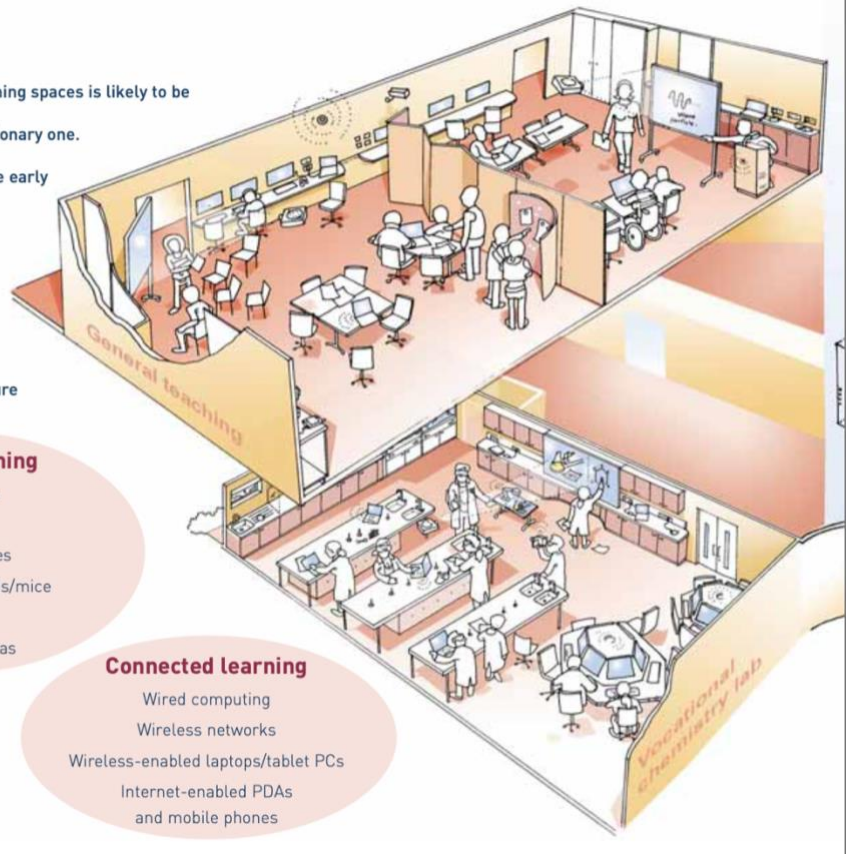 ning spaces is likely to be
onary one.
e early
ure
General teaching
ning
es
s/mice
as
Connected learning
Wired computing
Wireless networks
Wireless-enabled laptops/tablet PCs
Internet-enabled PDAs
and mobile phones
Vocational
chemistry lab